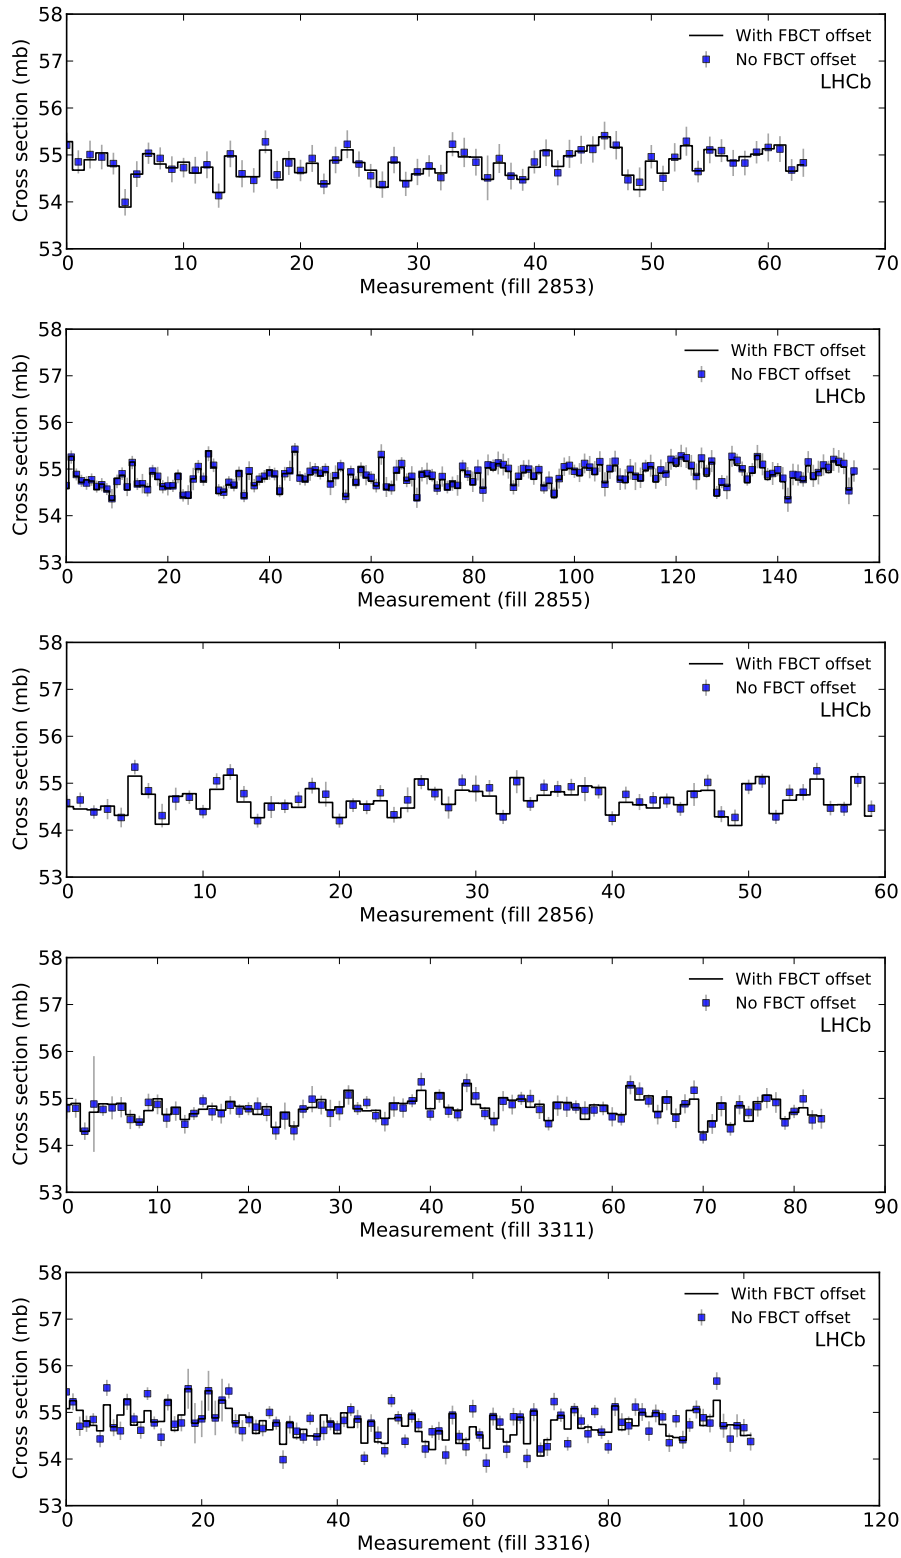 58
57
56
55
54
53
Cross section (mb)
With FBCT offset
No FBCT offset
LHCb
0 10 20 30 40 50 60 70
Measurement (fill 2853)
58
57
56
55
54
53
Cross section (mb)
With FBCT offset
No FBCT offset
LHCb
0 20 40 60 80 100 120 140 160
Measurement (fill 2855)
58
57
56
55
54
53
Cross section (mb)
With FBCT offset
No FBCT offset
LHCb
0 10 20 30 40 50 60
Measurement (fill 2856)
58
57
56
55
54
53
Cross section (mb)
With FBCT offset
No FBCT offset
LHCb
0 10 20 30 40 50 60 70 80 90
Measurement (fill 3311)
58
57
56
55
54
53
Cross section (mb)
With FBCT offset
No FBCT offset
LHCb
0 20 40 60 80 100 120
Measurement (fill 3316)